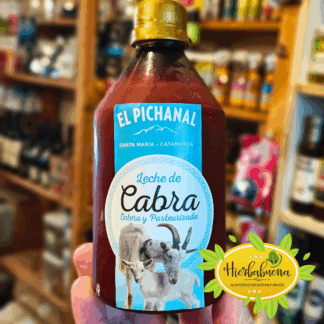 EL PICHANAL
SANTA MARIA - CATAMARCA
Leche de
Cabra
Entera y Pasteurizada
Hierbabuena